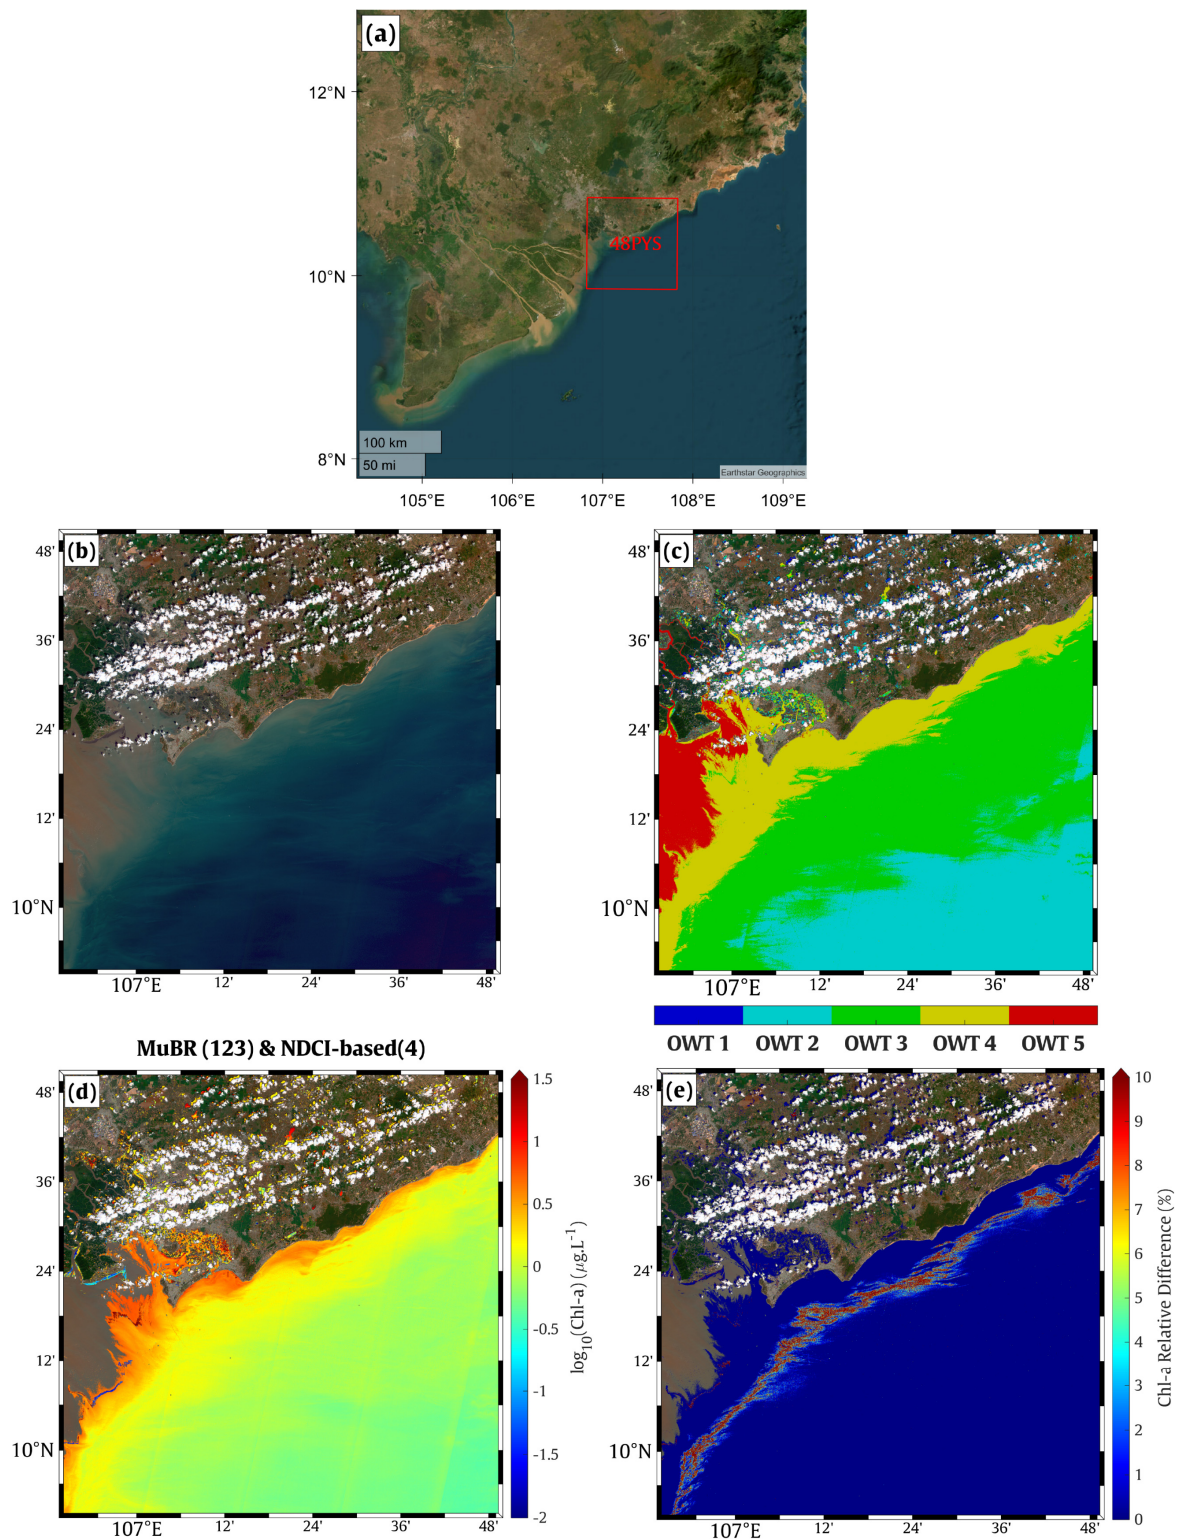 (a)
12°N
10°N
8°N
48PYS
100 km
50 mi
Earthstar Geographics
105°E 106°E 107°E 108°E 109°E
(b)
48'
36'
24'
12'
10°N
107°E 12' 24' 36' 48'
(c)
48'
36'
24'
12'
10°N
107°E 12' 24' 36' 48'
OWT 1 OWT 2 OWT 3 OWT 4 OWT 5
MuBR (123) & NDCI-based(4)
(d)
48'
36'
24'
12'
10°N
107°E 12' 24' 36' 48'
1.5
1
0.5
0
-0.5
-1
-1.5
-2
log10(Chl-a) (μg.L−1)
(e)
48'
36'
24'
12'
10°N
107°E 12' 24' 36' 48'
10
9
8
7
6
5
4
3
2
1
0
Chl-a Relative Difference (%)